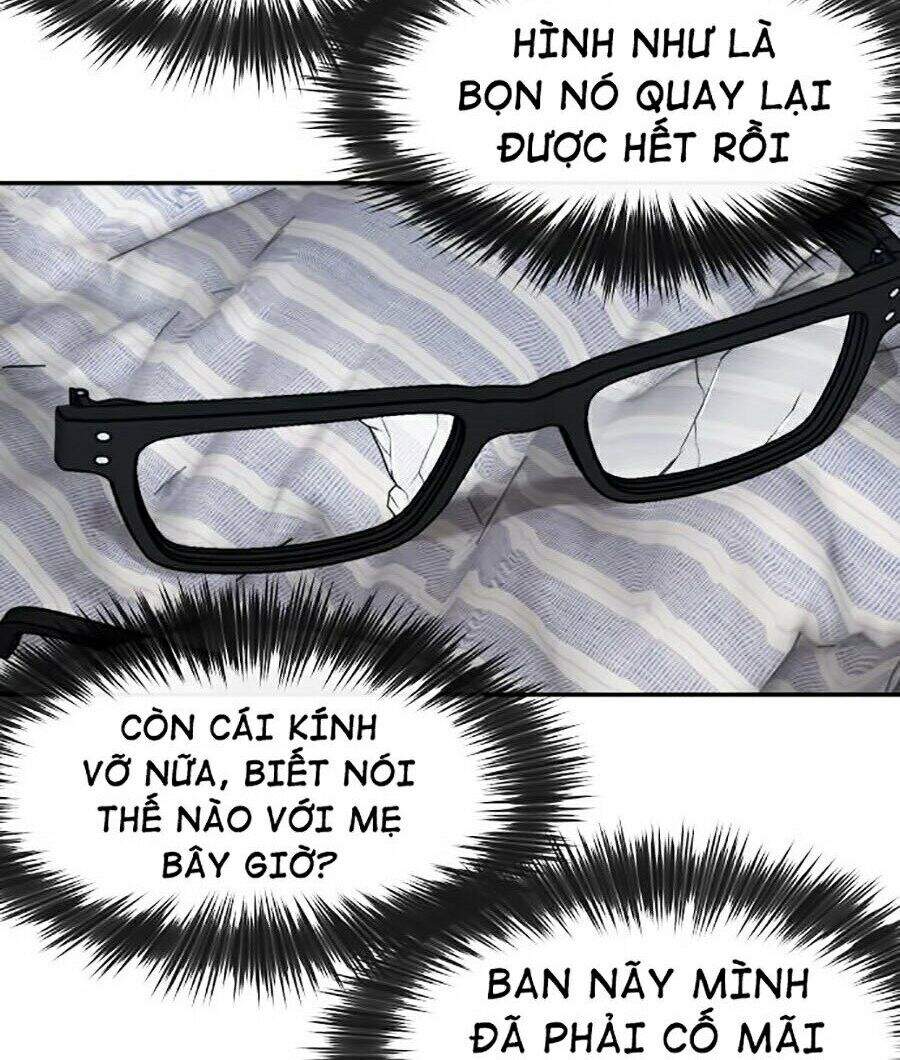 HÌNH NHƯ LÀ
BỌN NÓ QUAY LẠI
ĐƯỢC HẾT RỒI
CÒN CÁI KÍNH
VỠ NỮA, BIẾT NÓI
THẾ NÀO VỚI MẸ
BÂY GIỜ?
BAN NÃY MÌNH
ĐÃ PHẢI CỐ MÃI